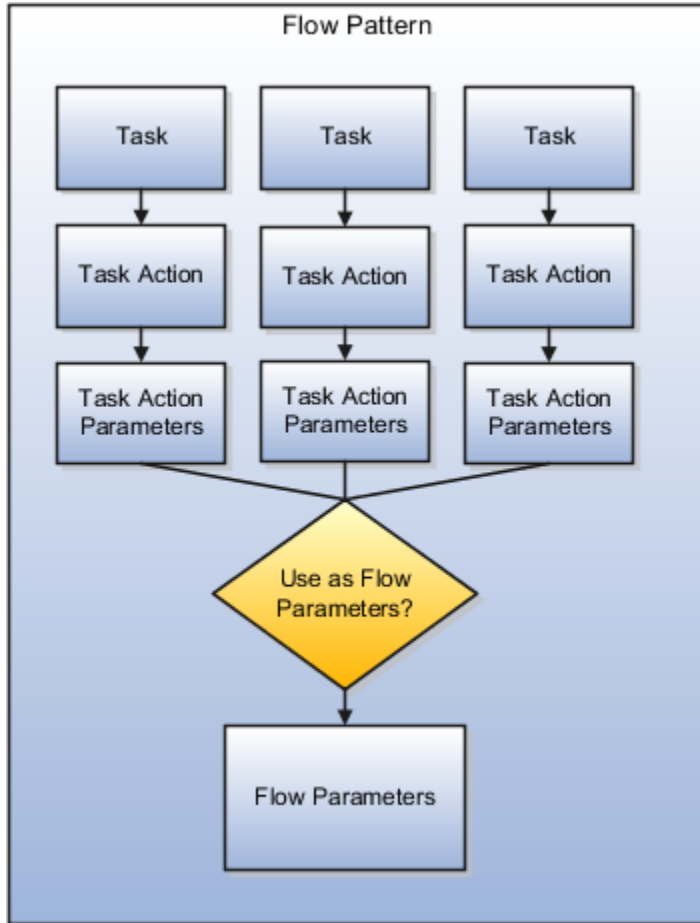 Flow Pattern
Task
Task
Task
Task Action
Task Action
Task Action
Task Action
Parameters
Task Action
Parameters
Task Action
Parameters
Use as Flow
Parameters?
Flow Parameters